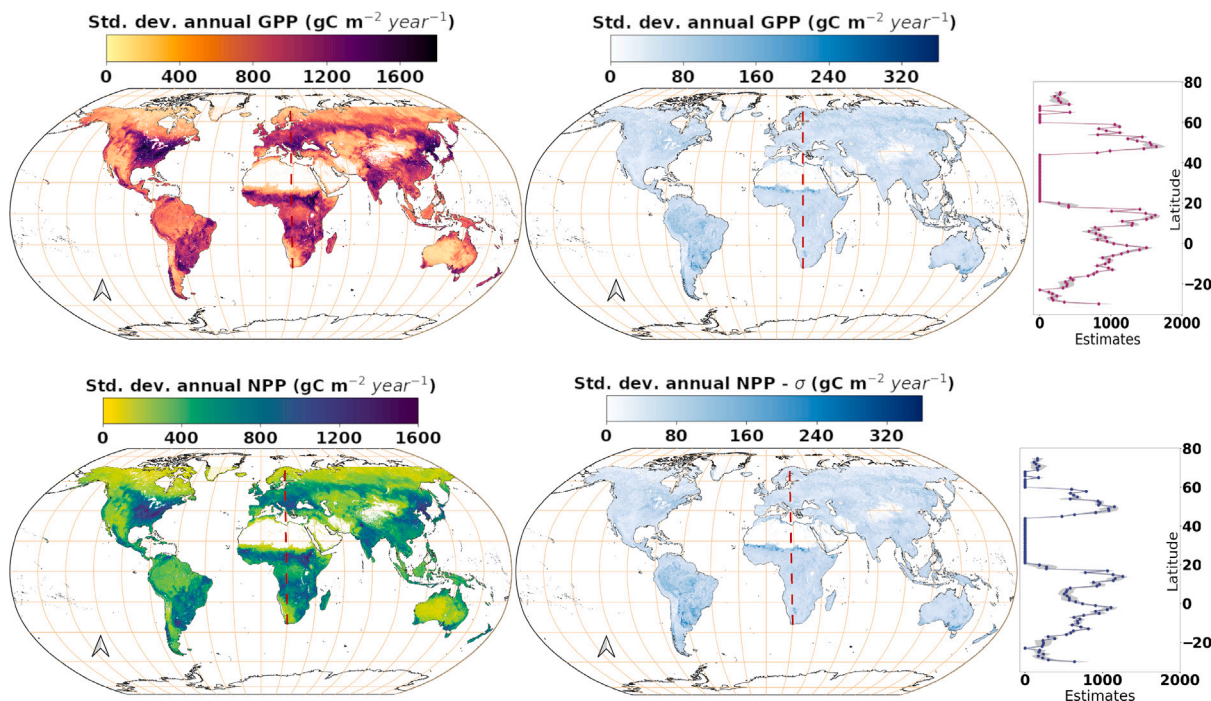 Std. dev. annual GPP (gC m⁻² year⁻¹)
0 400 800 1200 1600
Std. dev. annual GPP (gC m⁻² year⁻¹)
0 80 160 240 320
80
60
40
20
0
−20
Latitude
0 1000 2000
Estimates
Std. dev. annual NPP (gC m⁻² year⁻¹)
0 400 800 1200 1600
Std. dev. annual NPP - σ (gC m⁻² year⁻¹)
0 80 160 240 320
80
60
40
20
0
−20
Latitude
0 1000 2000
Estimates